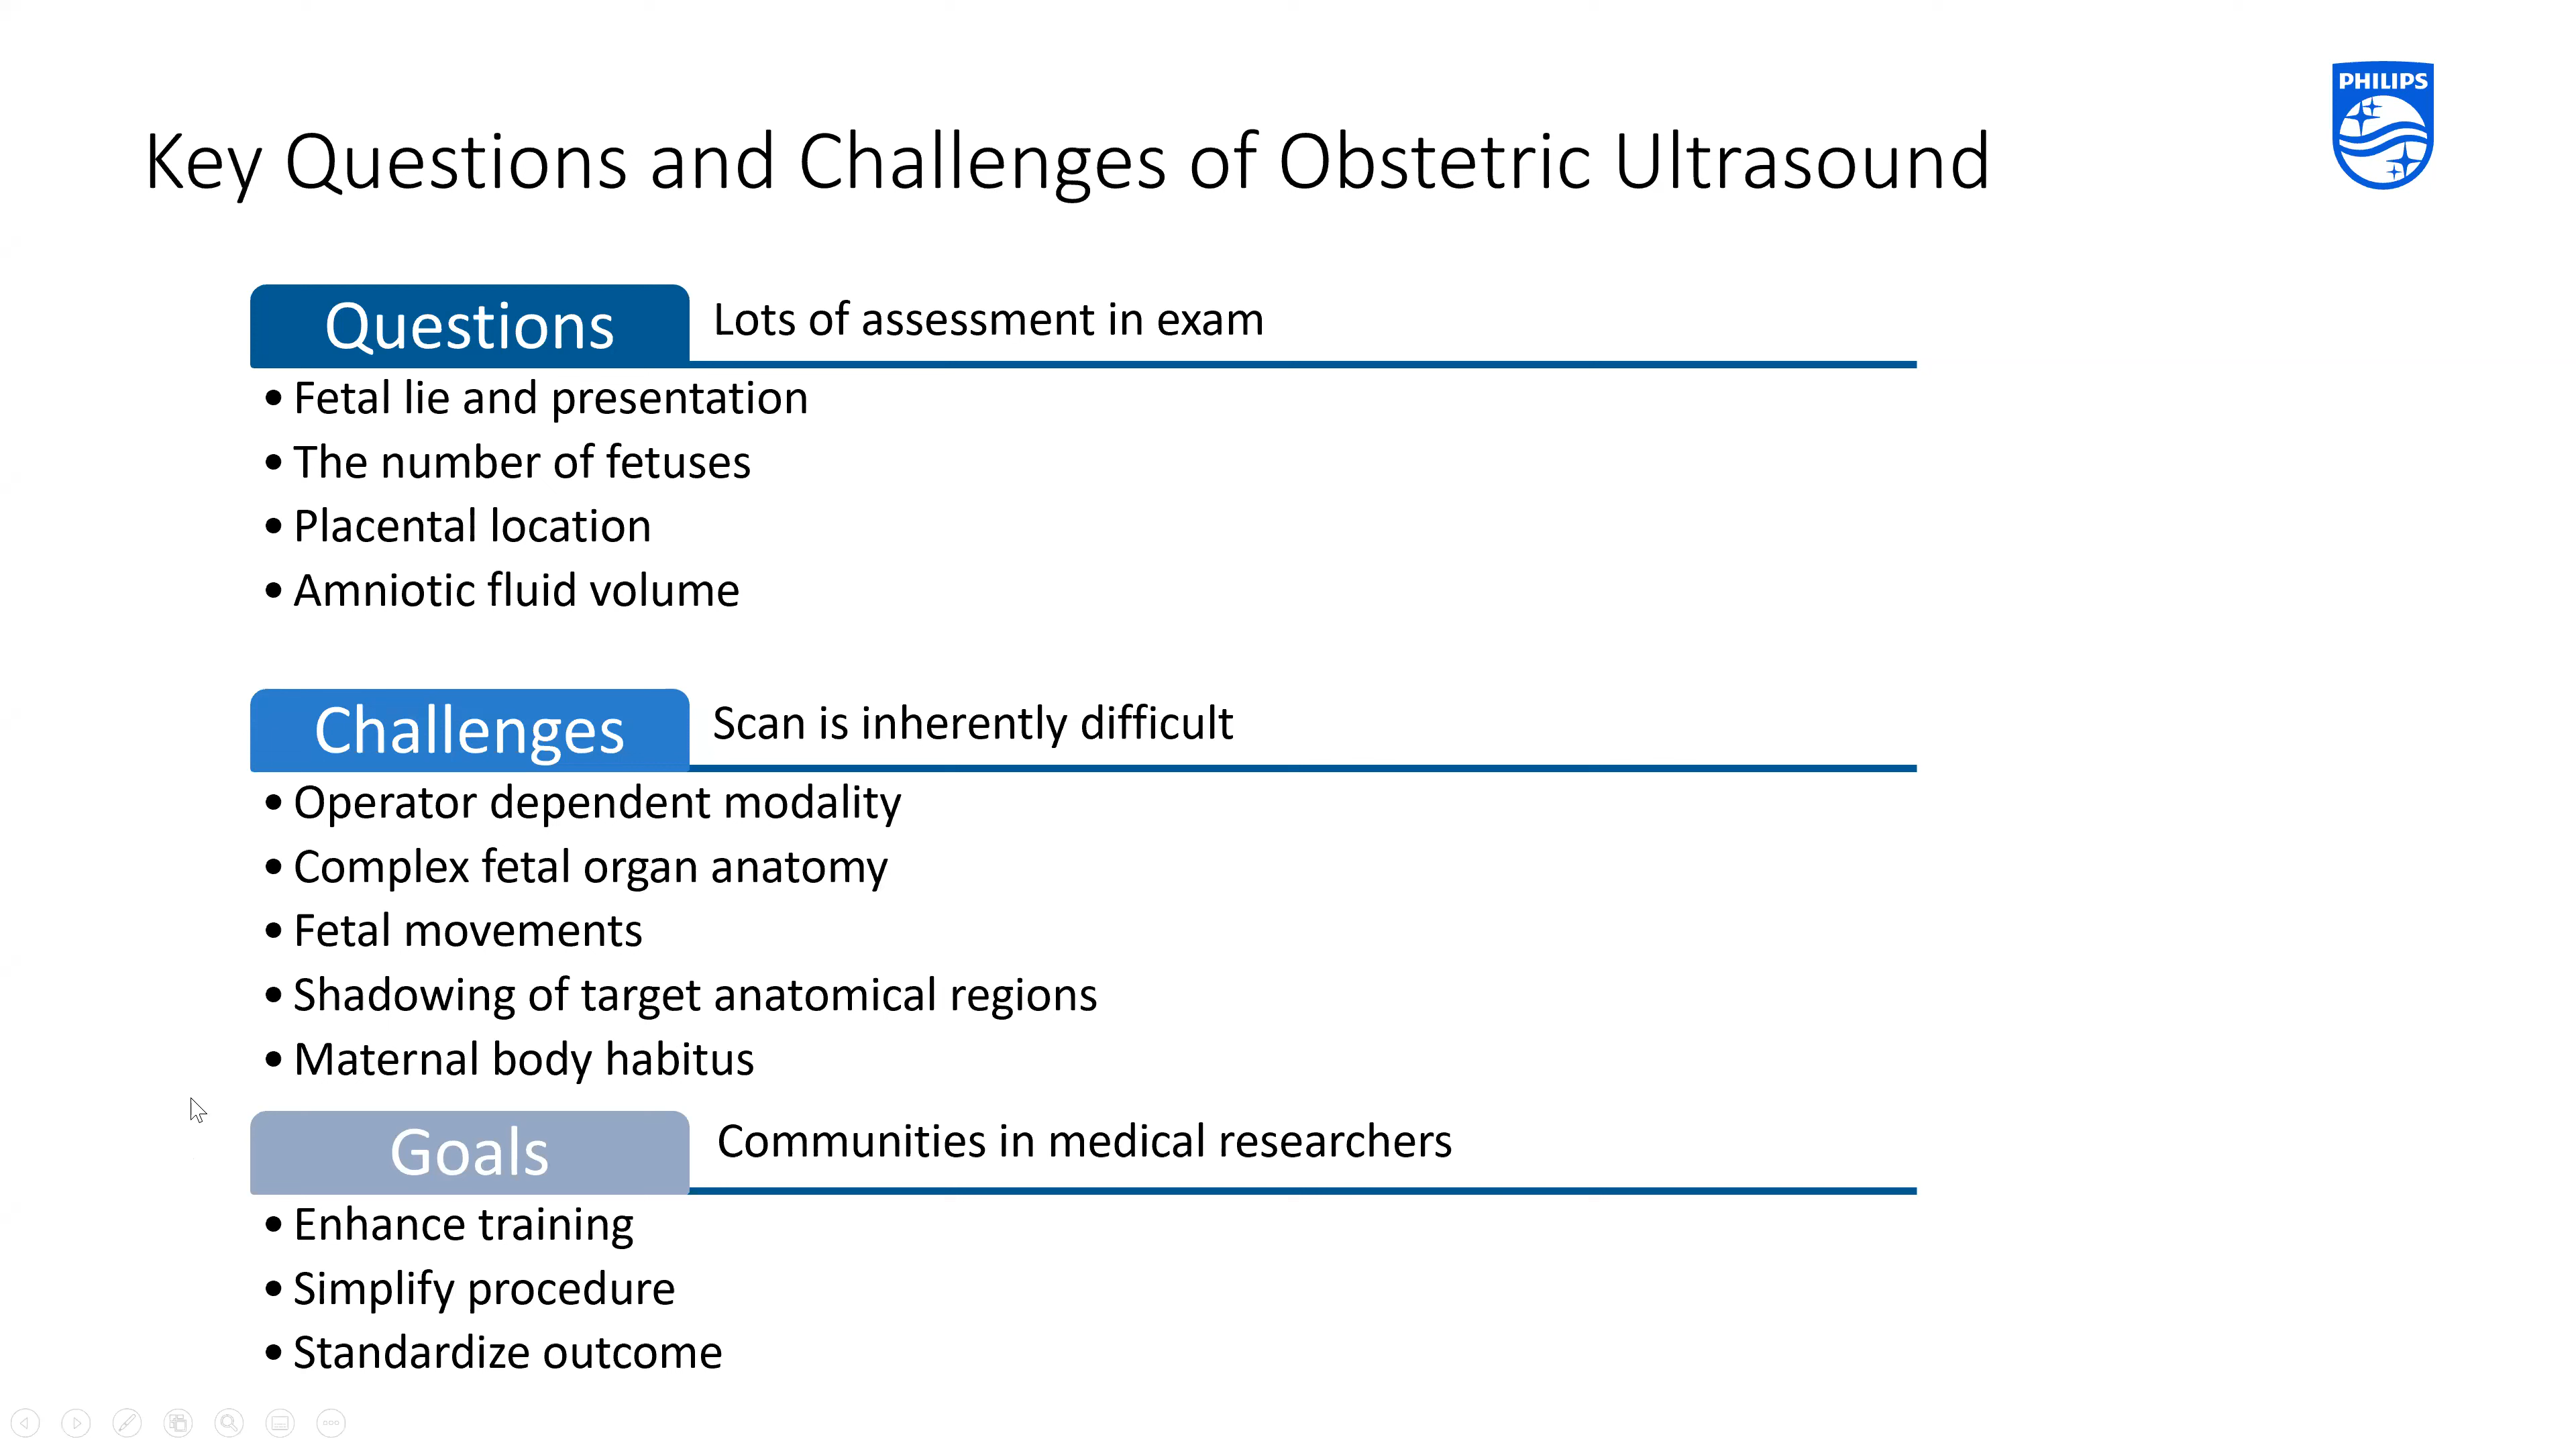 PHILIPS
Key Questions and Challenges of Obstetric Ultrasound
Questions
Lots of assessment in exam
• Fetal lie and presentation
• The number of fetuses
• Placental location
• Amniotic fluid volume
Challenges
Scan is inherently difficult
• Operator dependent modality
• Complex fetal organ anatomy
• Fetal movements
• Shadowing of target anatomical regions
• Maternal body habitus
Goals
Communities in medical researchers
• Enhance training
• Simplify procedure
• Standardize outcome